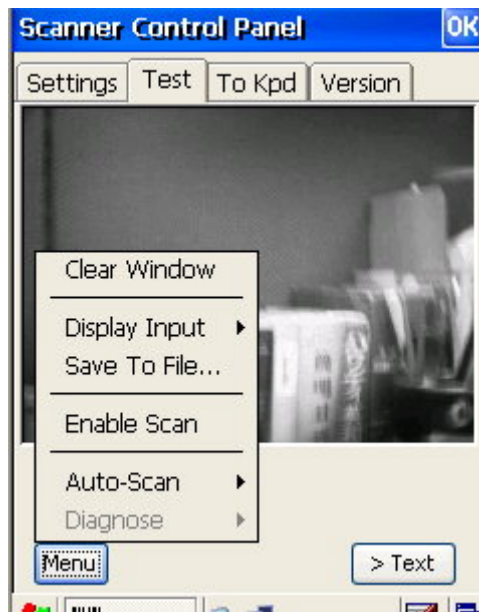 Scanner Control Panel OK
Settings Test To Kpd Version
Clear Window
Display Input
Save To File...
Enable Scan
Auto-Scan
Diagnose
Menu > Text